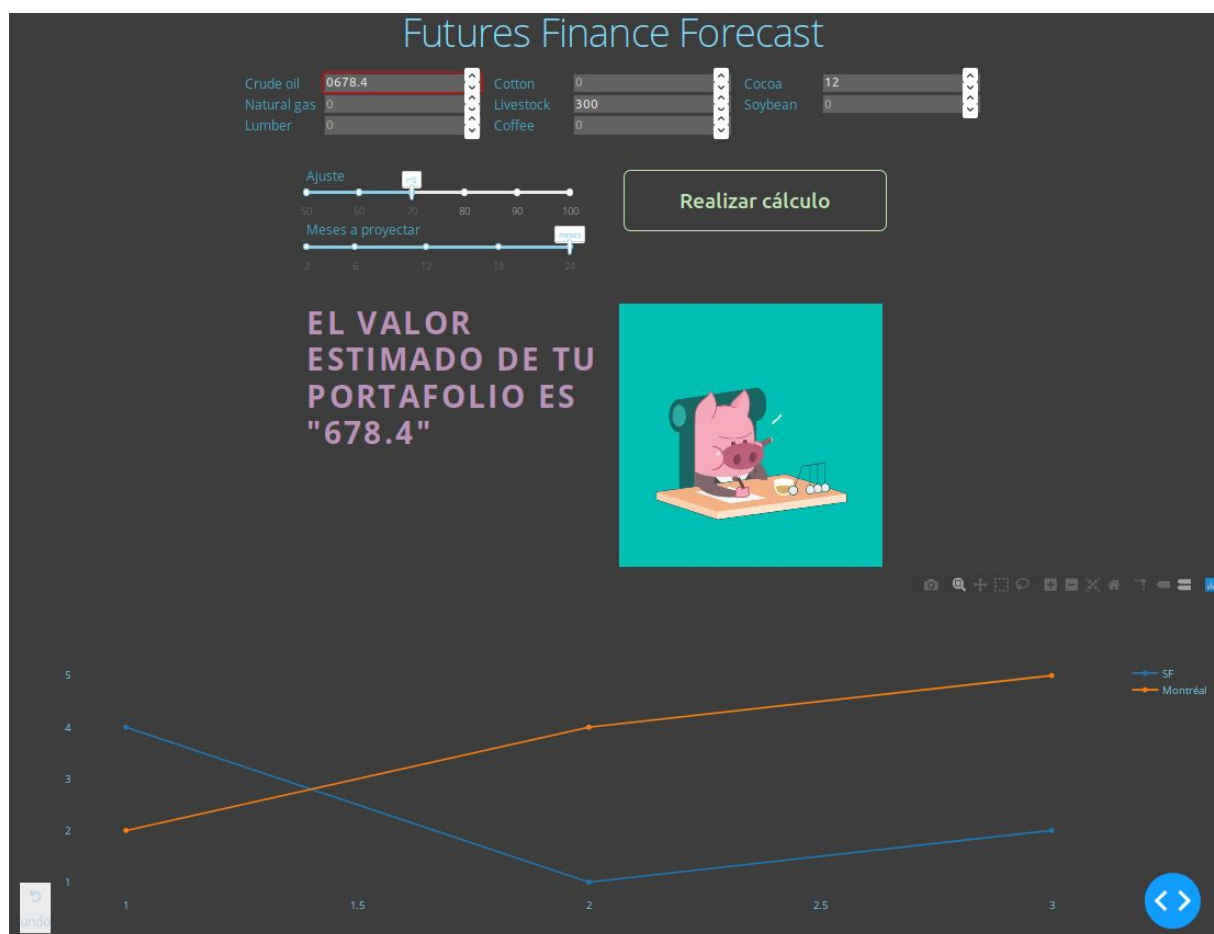 Futures Finance Forecast
Crude oil 0678.4 Cotton 0 Cocoa 12
Natural gas 0 Livestock 300 Soybean 0
Lumber 0 Coffee 0
Ajuste
r^2
50 60 70 80 90 100
Realizar cálculo
Meses a proyectar
meses
2 6 12 18 24
EL VALOR
ESTIMADO DE TU
PORTAFOLIO ES
"678.4"
5
4
3
2
1
SF
Montréal
1 1.5 2 2.5 3
undo